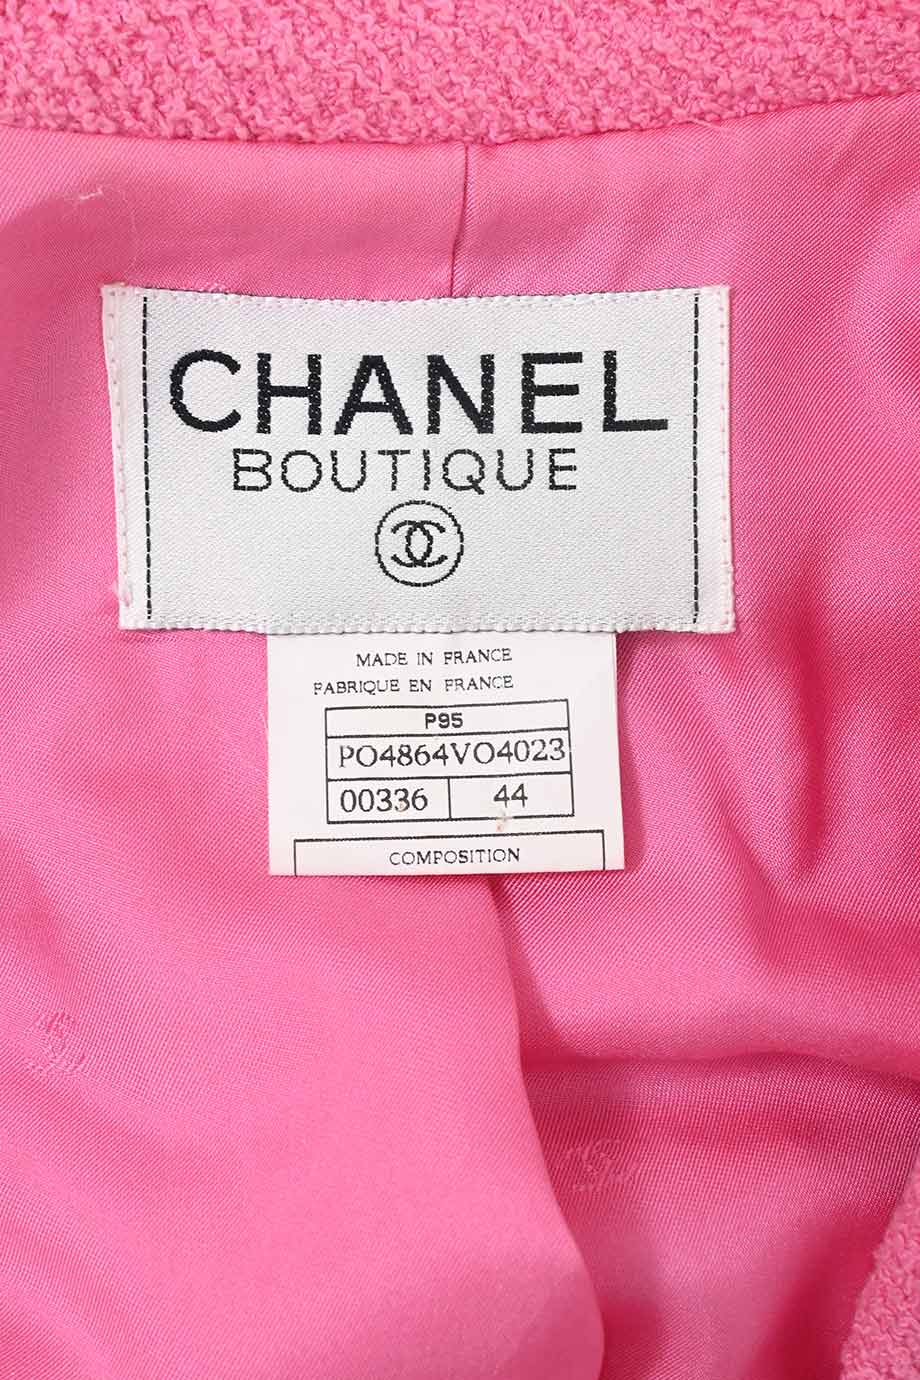 CHANEL
BOUTIQUE
MADE IN FRANCE
FABRIQUE EN FRANCE
P95
PO4864VO4023
00336 44
COMPOSITION